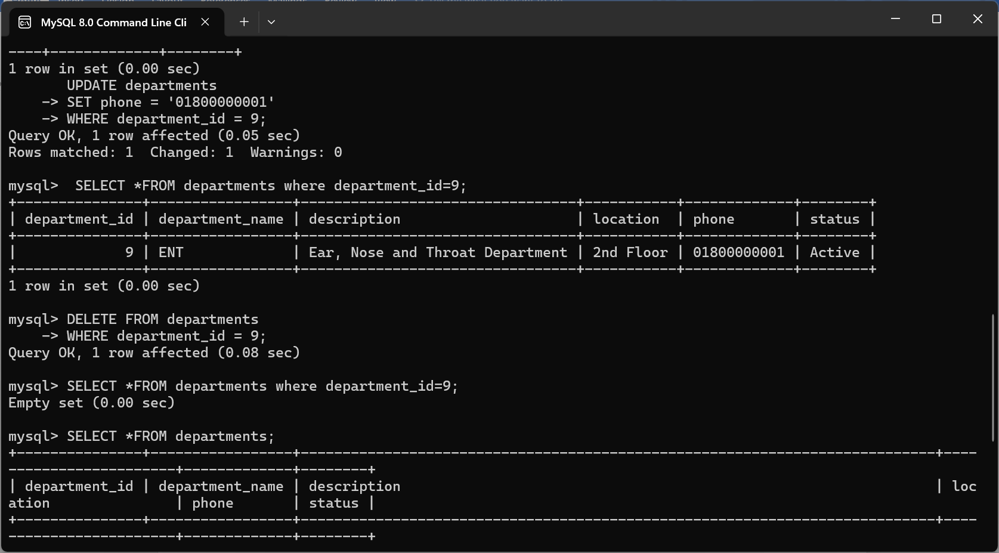 MySQL 8.0 Command Line Cli
----+-------------+--------+
1 row in set (0.00 sec)
       UPDATE departments
    -> SET phone = '01800000001'
    -> WHERE department_id = 9;
Query OK, 1 row affected (0.05 sec)
Rows matched: 1  Changed: 1  Warnings: 0

mysql>  SELECT *FROM departments where department_id=9;
+---------------+-----------------+---------------------------------+-----------+-------------+--------+
| department_id | department_name | description                     | location  | phone       | status |
+---------------+-----------------+---------------------------------+-----------+-------------+--------+
|             9 | ENT             | Ear, Nose and Throat Department | 2nd Floor | 01800000001 | Active |
+---------------+-----------------+---------------------------------+-----------+-------------+--------+
1 row in set (0.00 sec)

mysql> DELETE FROM departments
    -> WHERE department_id = 9;
Query OK, 1 row affected (0.08 sec)

mysql> SELECT *FROM departments where department_id=9;
Empty set (0.00 sec)

mysql> SELECT *FROM departments;
+---------------+-----------------+----------------------------------------------------------------------------+----
--------------------+-------------+--------+
| department_id | department_name | description                                                                | loc
ation               | phone       | status |
+---------------+-----------------+----------------------------------------------------------------------------+----
--------------------+-------------+--------+